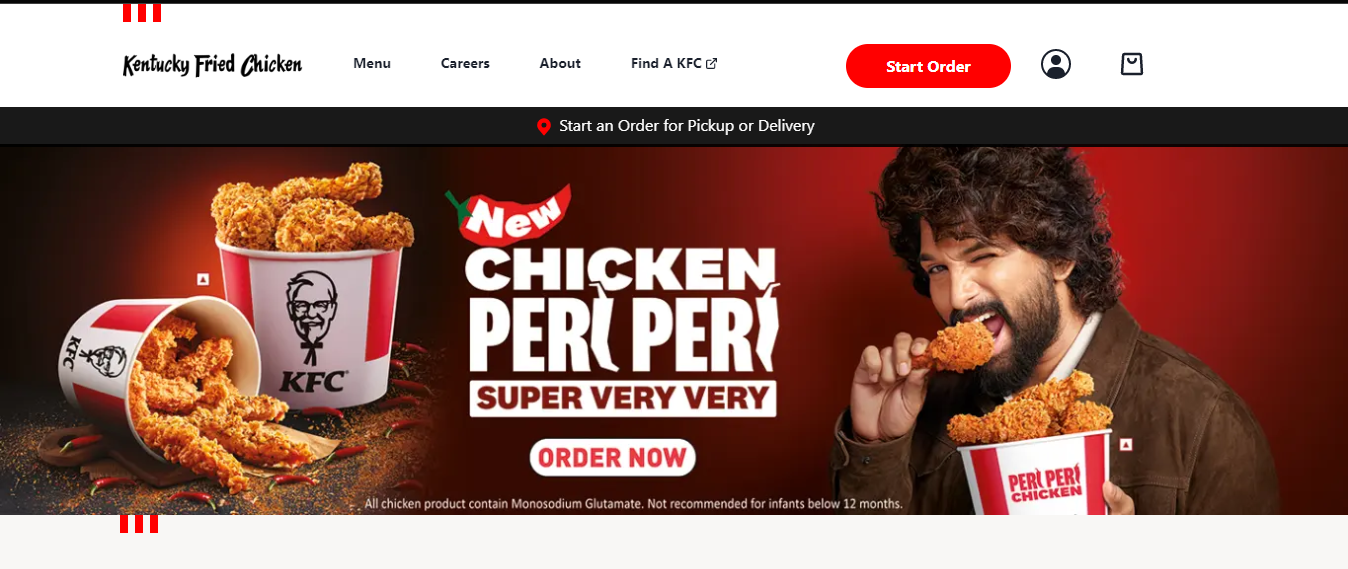 Kentucky Fried Chicken
Menu
Careers
About
Find A KFC
Start Order
Start an Order for Pickup or Delivery
New
CHICKEN
PERI PERI
SUPER VERY VERY
ORDER NOW
KFC
KFC
PERI PERI
CHICKEN
All chicken product contain Monosodium Glutamate. Not recommended for infants below 12 months.